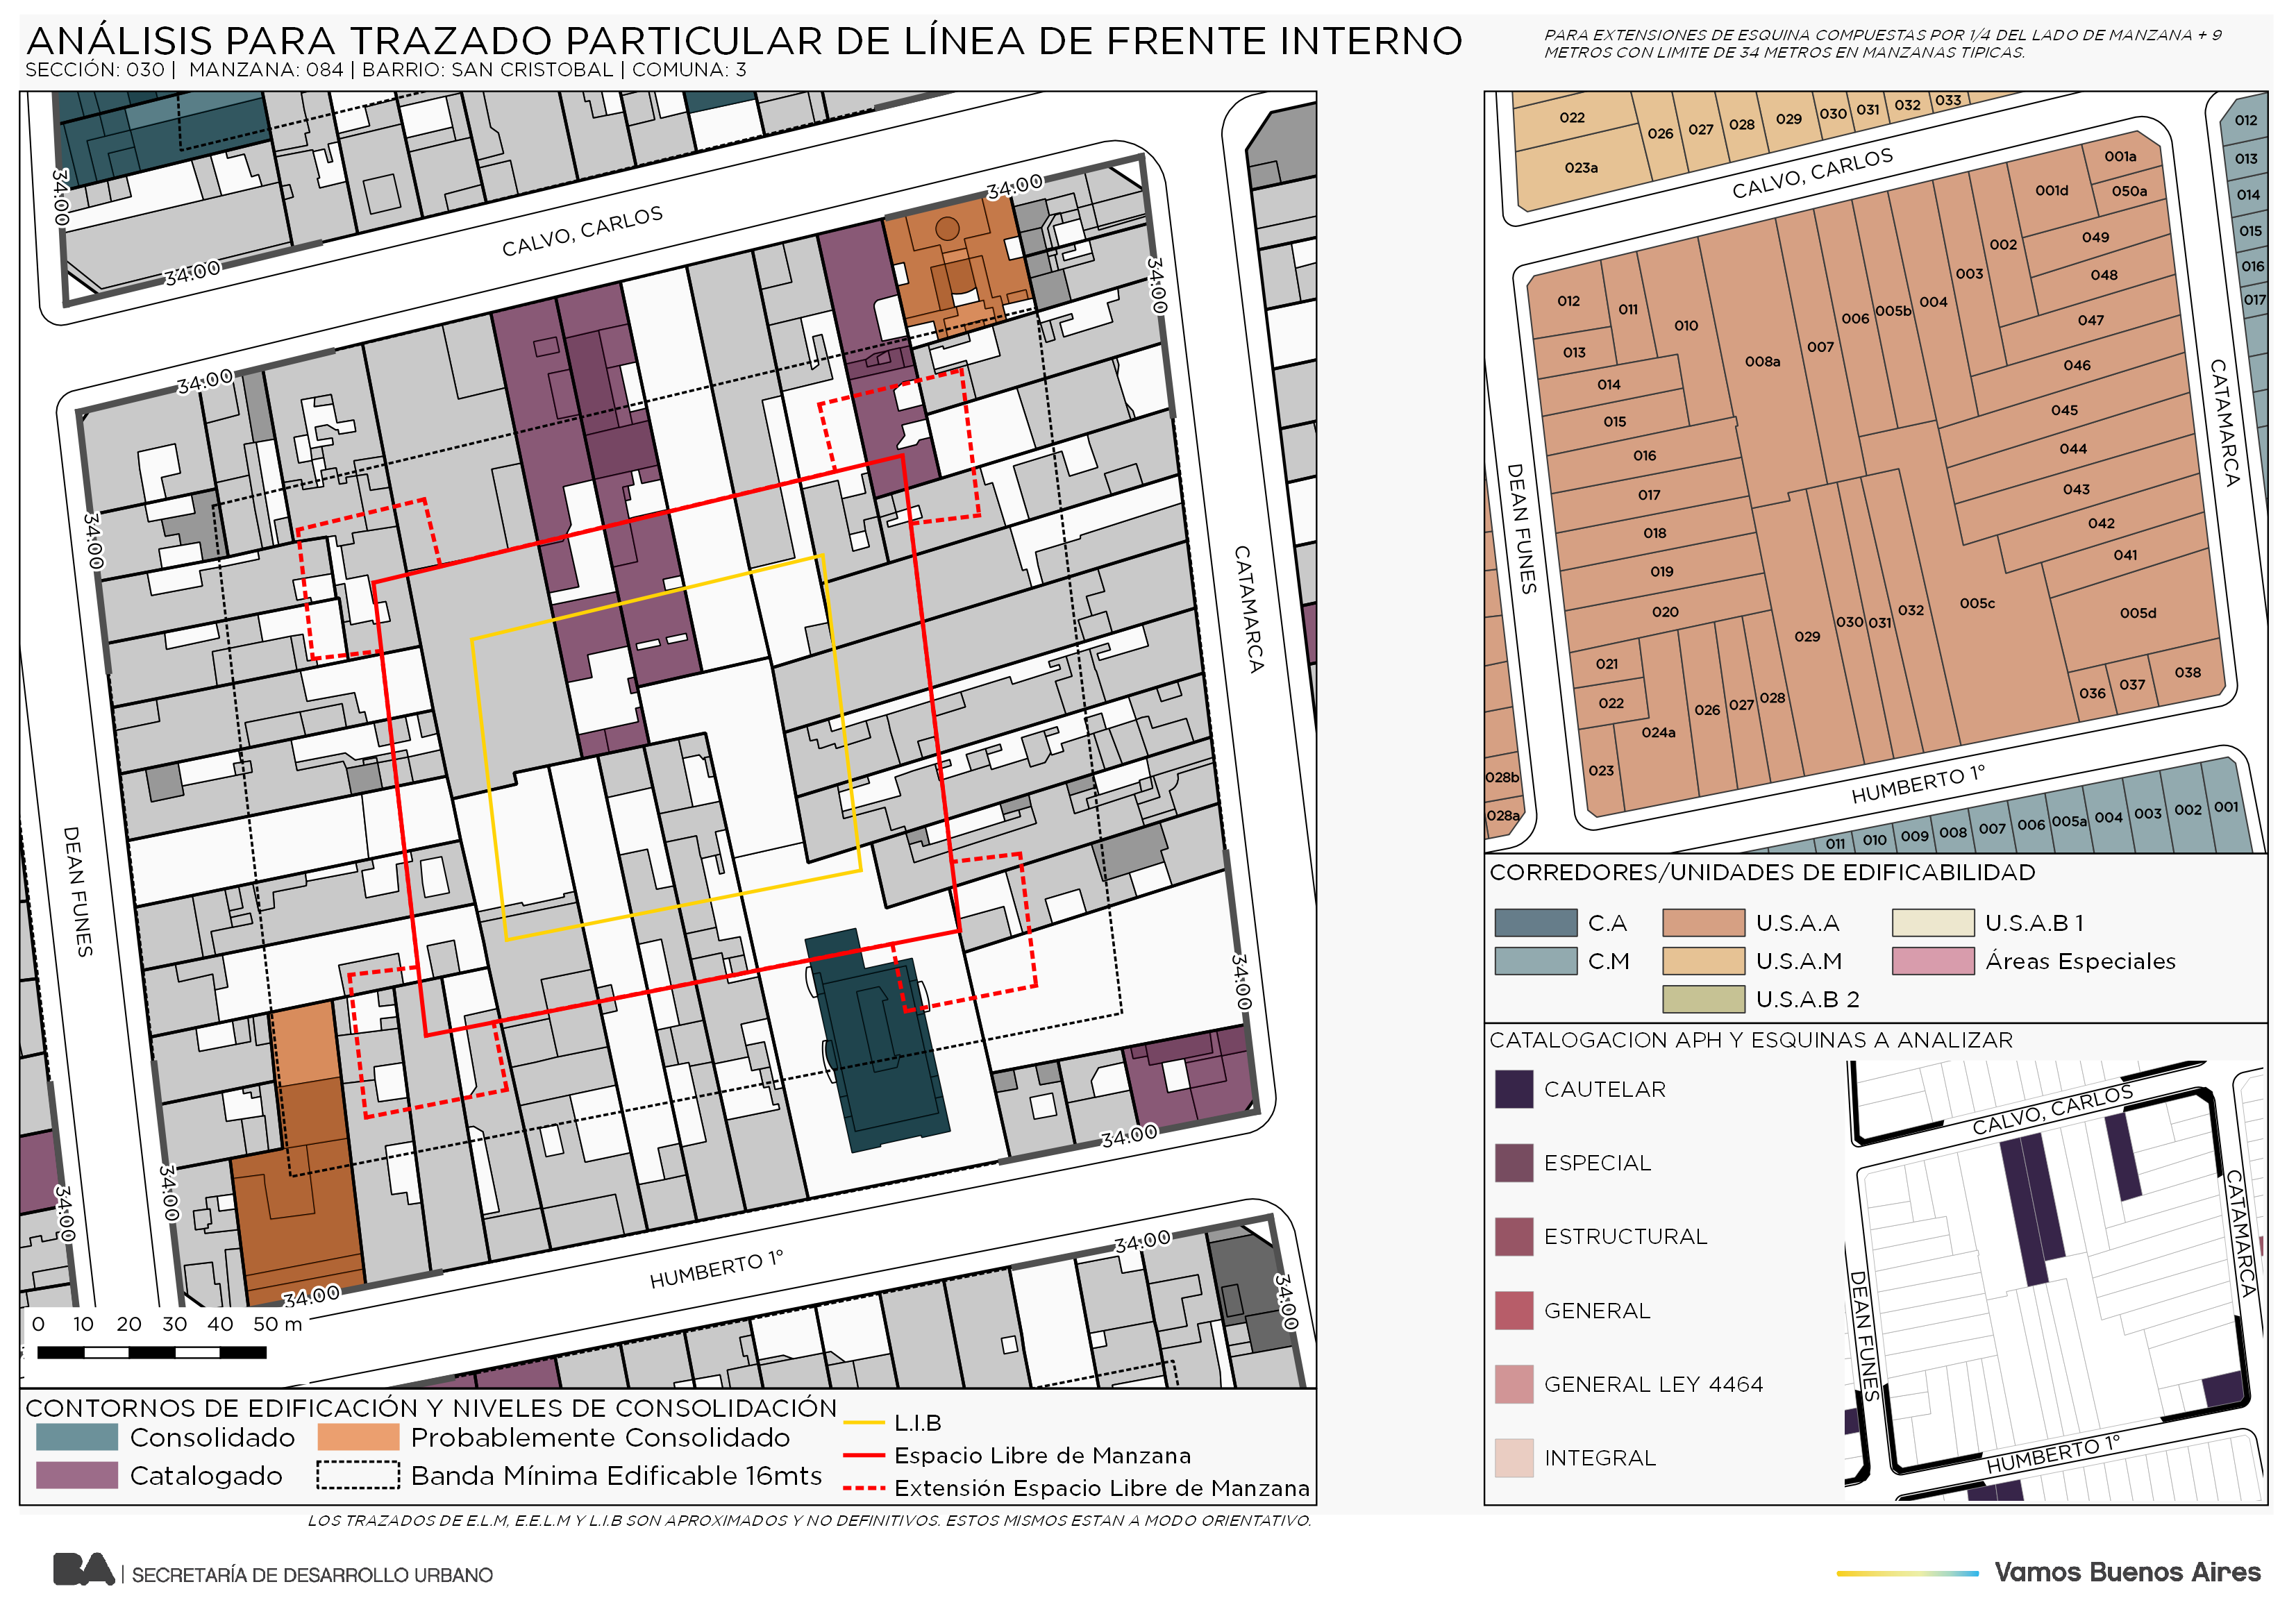 ANÁLISIS PARA TRAZADO PARTICULAR DE LÍNEA DE FRENTE INTERNO
SECCIÓN: 030 | MANZANA: 084 | BARRIO: SAN CRISTOBAL | COMUNA: 3
PARA EXTENSIONES DE ESQUINA COMPUESTAS POR 1/4 DEL LADO DE MANZANA + 9
METROS CON LIMITE DE 34 METROS EN MANZANAS TIPICAS.
34.00
34.00
CALVO, CARLOS
34.00
34.00
34.00
34.00
CATAMARCA
DEAN FUNES
34.00
34.00
34.00
34.00
34.00
HUMBERTO 1°
34.00
34.00
0 10 20 30 40 50 m
CONTORNOS DE EDIFICACIÓN Y NIVELES DE CONSOLIDACIÓN
Consolidado
Probablemente Consolidado
Catalogado
Banda Mínima Edificable 16mts
L.I.B
Espacio Libre de Manzana
Extensión Espacio Libre de Manzana
LOS TRAZADOS DE E.L.M, E.E.L.M Y L.I.B SON APROXIMADOS Y NO DEFINITIVOS. ESTOS MISMOS ESTAN A MODO ORIENTATIVO.
022
023a
026
027
028
029
030
031
032
033
012
013
014
015
016
017
CALVO, CARLOS
001a
001d
050a
002
049
048
003
004
005b
006
007
008a
010
011
012
013
014
015
016
017
018
019
020
047
046
045
044
043
042
041
005d
005c
032
031
030
029
028
027
026
024a
021
022
023
036
037
038
DEAN FUNES
CATAMARCA
HUMBERTO 1°
028b
028a
011
010
009
008
007
006
005a
004
003
002
001
CORREDORES/UNIDADES DE EDIFICABILIDAD
C.A
U.S.A.A
U.S.A.B 1
C.M
U.S.A.M
Áreas Especiales
U.S.A.B 2
CATALOGACION APH Y ESQUINAS A ANALIZAR
CAUTELAR
ESPECIAL
ESTRUCTURAL
GENERAL
GENERAL LEY 4464
INTEGRAL
CALVO, CARLOS
CATAMARCA
DEAN FUNES
HUMBERTO 1°
BA | SECRETARÍA DE DESARROLLO URBANO
Vamos Buenos Aires